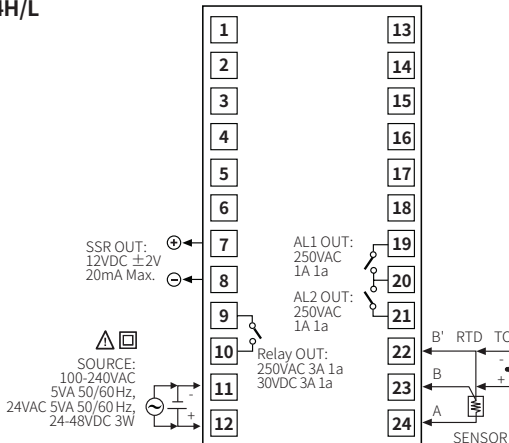 4H/L
1
13
2
14
3
15
4
16
5
17
6
18
SSR OUT:
12VDC ±2V
20mA Max.
+
-
7
8
AL1 OUT:
250VAC
1A 1a
19
20
AL2 OUT:
250VAC
1A 1a
21
9
10
Relay OUT:
250VAC 3A 1a
30VDC 3A 1a
SOURCE:
100-240VAC
5VA 50/60Hz,
24VAC 5VA 50/60Hz,
24-48VDC 3W
-
+
11
12
B' RTD TC
22
-
B
23
+
A
24
SENSOR